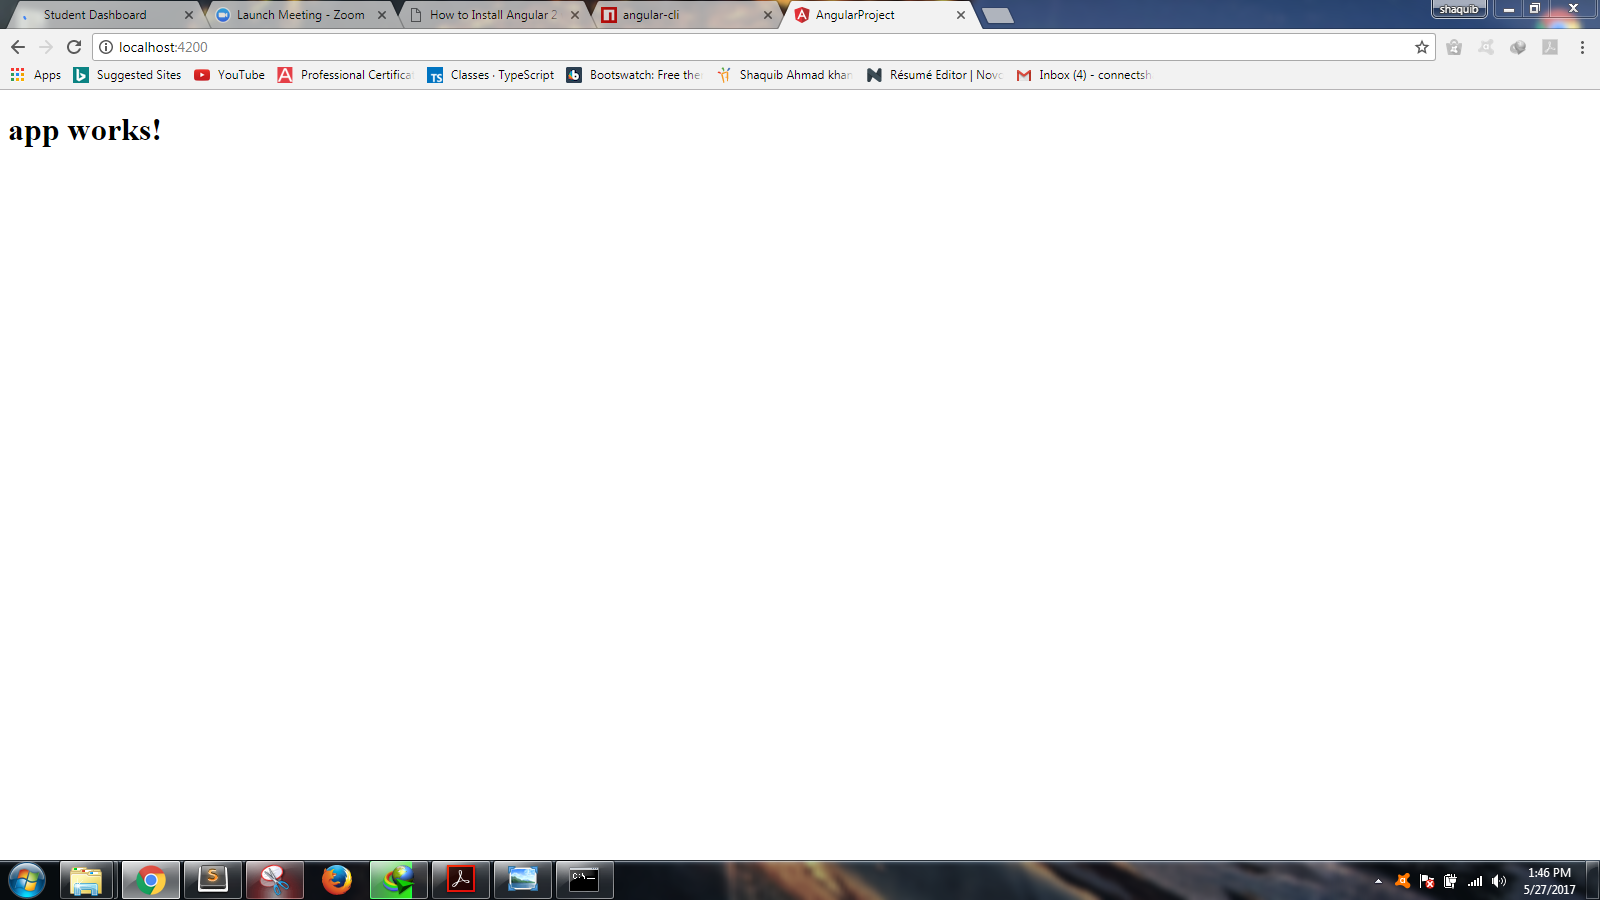 Student Dashboard
Launch Meeting - Zoom
How to Install Angular 2
angular-cli
AngularProject
shaquib
localhost:4200
Apps
Suggested Sites
YouTube
Professional Certifica
TS
Classes · TypeScript
Bootswatch: Free the
Shaquib Ahmad khan
Résumé Editor | Novo
Inbox (4) - connectsh
app works!
1:46 PM
5/27/2017